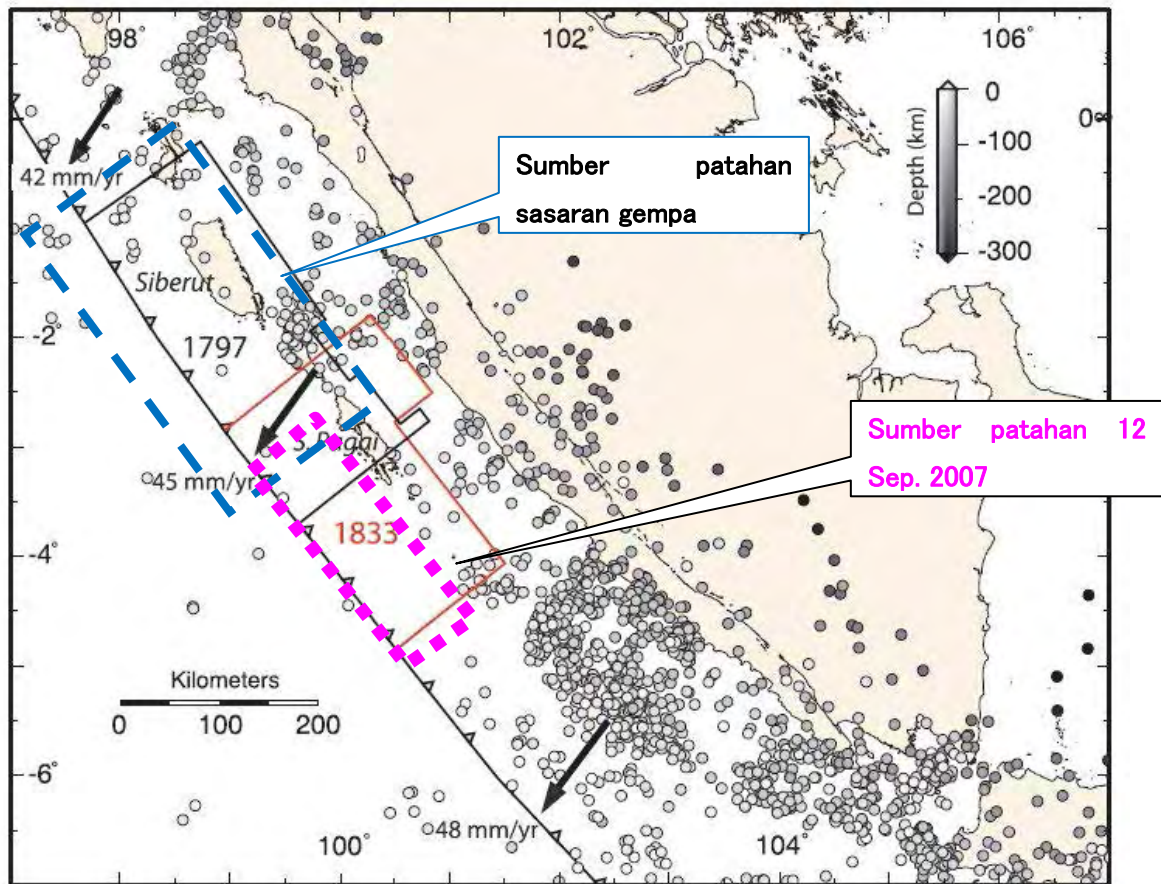 98°
102°
106°
0
-100
-200
-300
Depth (km)
0°
42 mm/yr
Sumber patahan
sasaran gempa
Siberut
-2°
1797
S. Pagai
Sumber patahan 12
Sep. 2007
45 mm/yr
1833
-4°
Kilometers
0 100 200
-6°
48 mm/yr
100°
104°